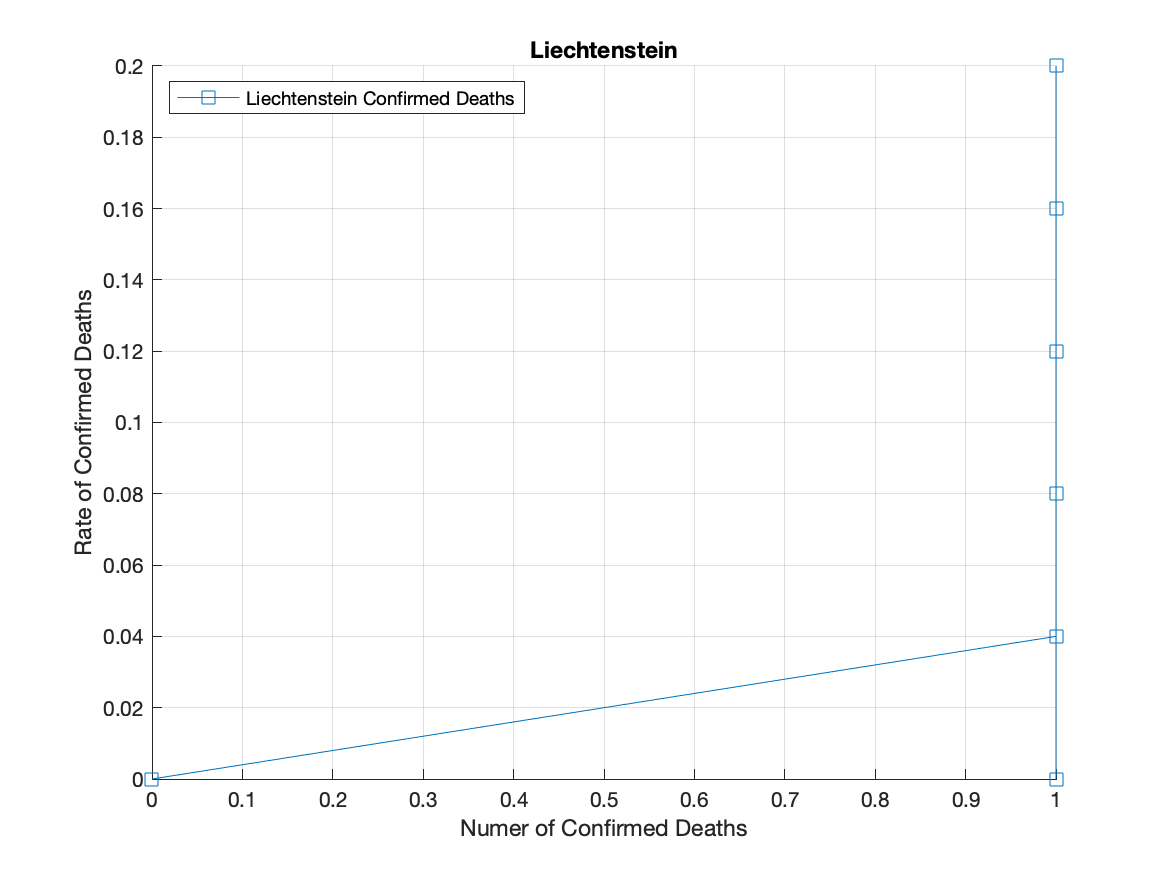 Liechtenstein
Liechtenstein Confirmed Deaths
0.2
0.18
0.16
0.14
0.12
0.1
0.08
0.06
0.04
0.02
0
Rate of Confirmed Deaths
0 0.1 0.2 0.3 0.4 0.5 0.6 0.7 0.8 0.9 1
Numer of Confirmed Deaths